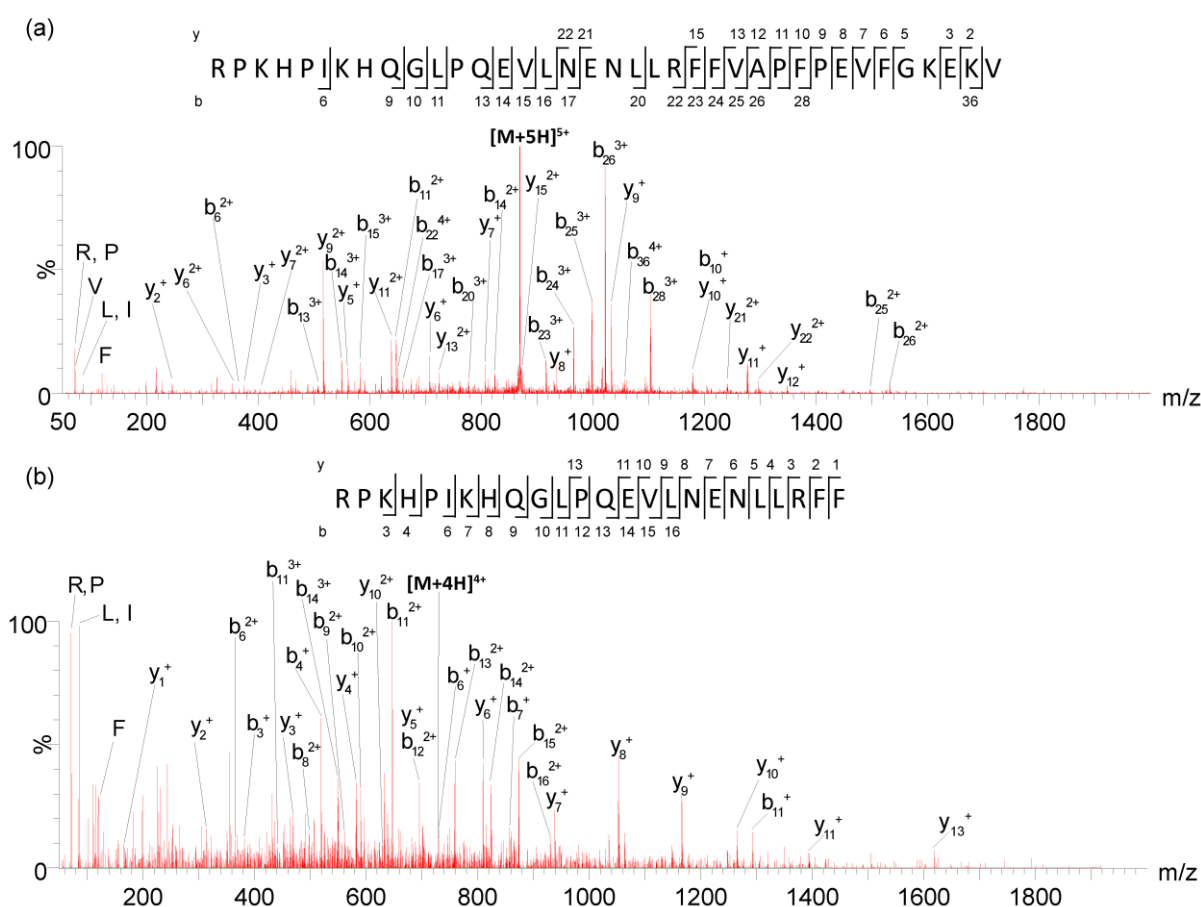 (a)
y 22 21 15 13 12 11 10 9 8 7 6 5 3 2
RPKHPIKHQGLPQEVLNENLLRFFVAPFPEVFGKEKV
b 6 9 10 11 13 14 15 16 17 20 22 23 24 25 26 28 36
[M+5H]5+
100
b26 3+
b11 2+
y15 2+
b14 2+
y9+
b6 2+
b15 3+
b22 4+
y7+
b25 3+
y9 2+
b36 4+
b10+
R, P
y7 2+
b14 3+
y11 2+
b17 3+
b20 3+
b24 3+
b28 3+
y10+
V
y2+
y6 2+
y3+
y5+
y6+
y21 2+
b25 2+
%
L, I
b13 3+
y13 2+
b23 3+
y22 2+
b26 2+
F
y8+
y11+
y12+
0
50 200 400 600 800 1000 1200 1400 1600 1800
m/z
(b)
y 13 11 10 9 8 7 6 5 4 3 2 1
RPKHPIKHQGLPQEVLNENLLRFF
b 3 4 6 7 8 9 10 11 12 13 14 15 16
b11 3+
b14 3+
y10 2+
[M+4H]4+
R,P
L, I
b9 2+
b11 2+
100
b6 2+
b10 2+
b13 2+
y1+
b4+
y4+
b6+
b14 2+
F
y2+
b3+
y3+
y5+
y6+
b7+
b8 2+
b12 2+
b15 2+
y8+
%
b16 2+
y9+
y10+
y7+
b11+
y11+
y13+
0
200 400 600 800 1000 1200 1400 1600 1800
m/z